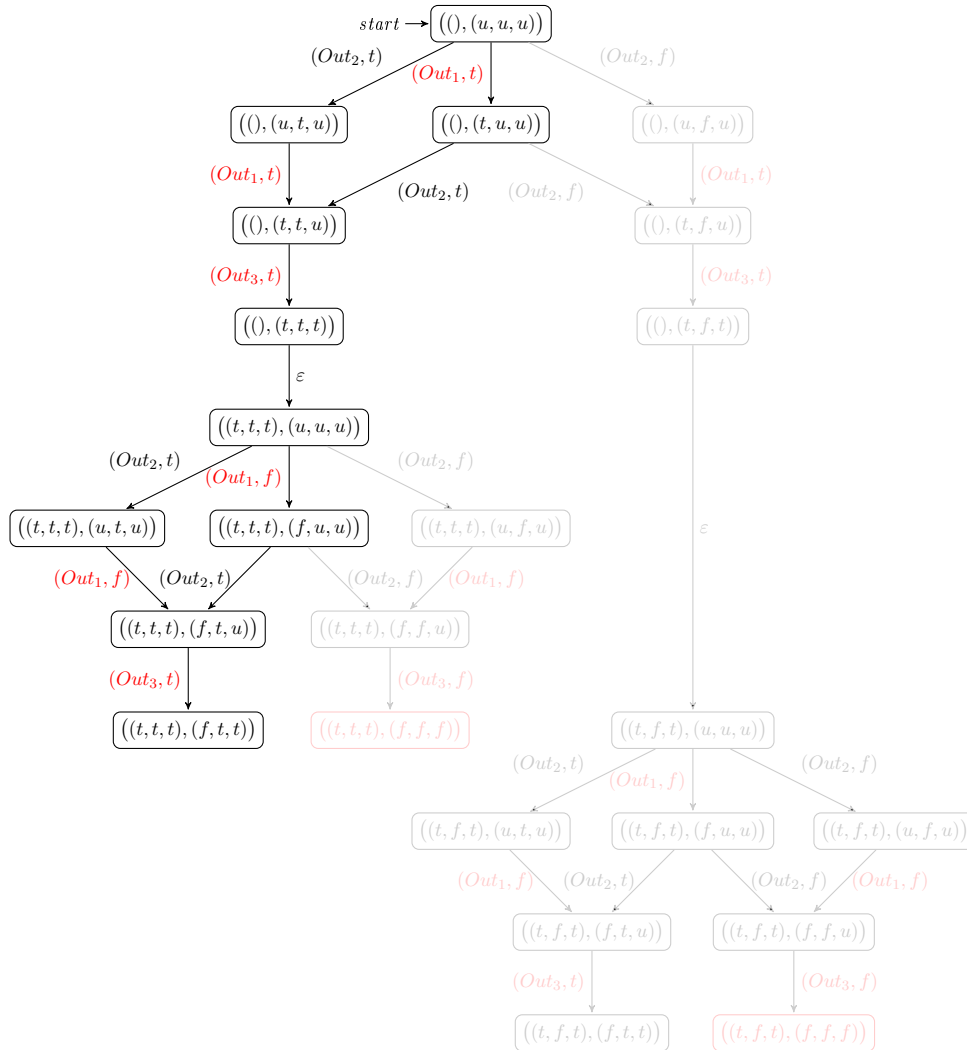 start ((), (u, u, u))
(Out₂, t) (Out₁, t) (Out₂, f)
((), (u, t, u)) ((), (t, u, u)) ((), (u, f, u))
(Out₁, t) (Out₂, t) (Out₂, f) (Out₁, t)
((), (t, t, u)) ((), (t, f, u))
(Out₃, t) (Out₃, t)
((), (t, t, t)) ((), (t, f, t))
ε
((t, t, t), (u, u, u))
(Out₂, t) (Out₁, f) (Out₂, f)
((t, t, t), (u, t, u)) ((t, t, t), (f, u, u)) ((t, t, t), (u, f, u)) ε
(Out₁, f) (Out₂, t) (Out₂, f) (Out₁, f)
((t, t, t), (f, t, u)) ((t, t, t), (f, f, u))
(Out₃, t) (Out₃, f)
((t, t, t), (f, t, t)) ((t, t, t), (f, f, f)) ((t, f, t), (u, u, u))
(Out₂, t) (Out₁, f) (Out₂, f)
((t, f, t), (u, t, u)) ((t, f, t), (f, u, u)) ((t, f, t), (u, f, u))
(Out₁, f) (Out₂, t) (Out₂, f) (Out₁, f)
((t, f, t), (f, t, u)) ((t, f, t), (f, f, u))
(Out₃, t) (Out₃, f)
((t, f, t), (f, t, t)) ((t, f, t), (f, f, f))